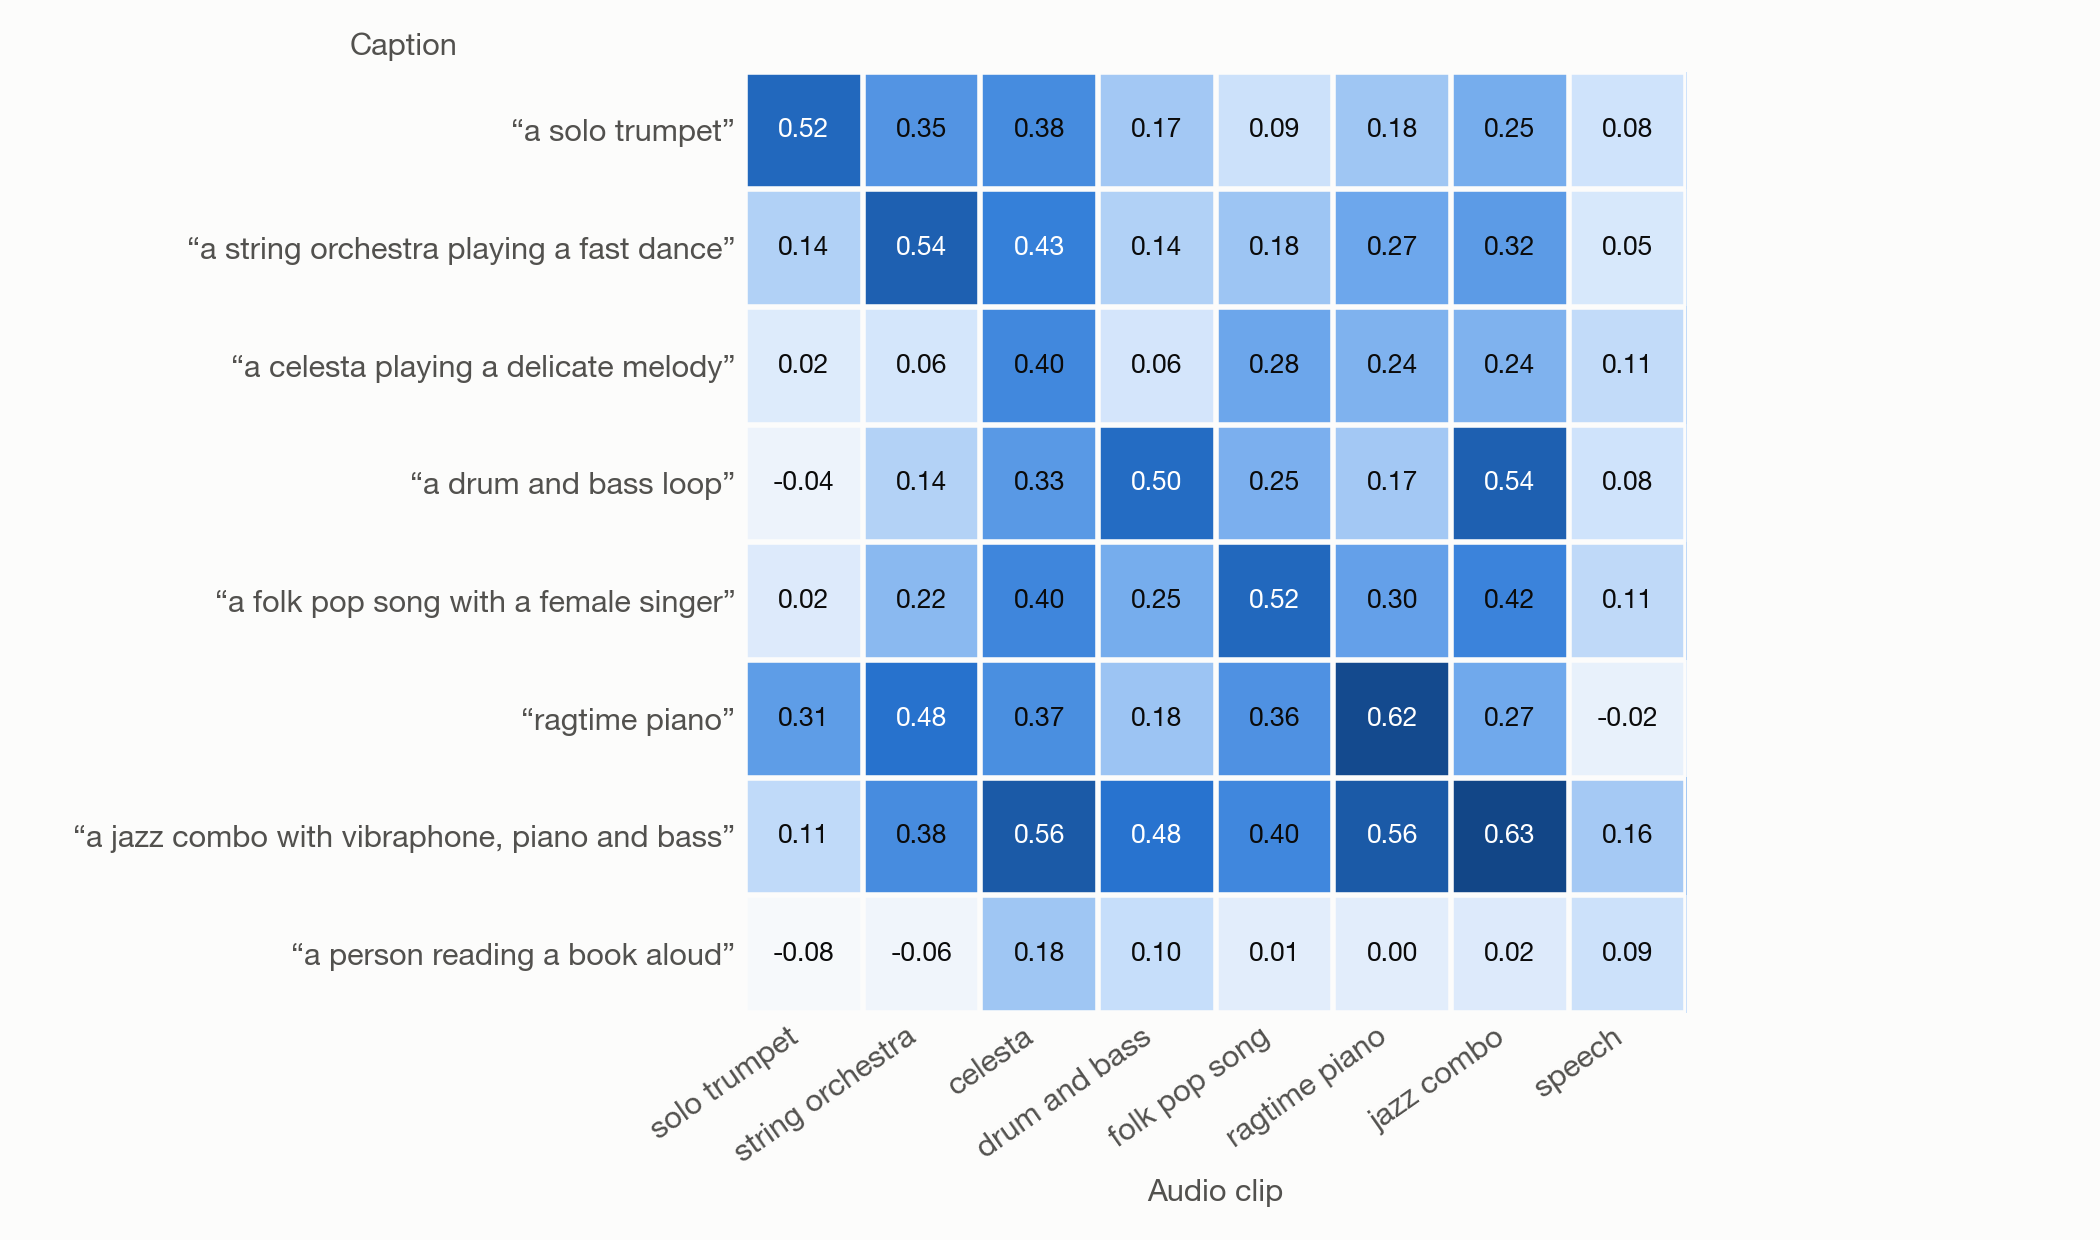 Caption
“a solo trumpet” 0.52 0.35 0.38 0.17 0.09 0.18 0.25 0.08
“a string orchestra playing a fast dance” 0.14 0.54 0.43 0.14 0.18 0.27 0.32 0.05
“a celesta playing a delicate melody” 0.02 0.06 0.40 0.06 0.28 0.24 0.24 0.11
“a drum and bass loop” -0.04 0.14 0.33 0.50 0.25 0.17 0.54 0.08
“a folk pop song with a female singer” 0.02 0.22 0.40 0.25 0.52 0.30 0.42 0.11
“ragtime piano” 0.31 0.48 0.37 0.18 0.36 0.62 0.27 -0.02
“a jazz combo with vibraphone, piano and bass” 0.11 0.38 0.56 0.48 0.40 0.56 0.63 0.16
“a person reading a book aloud” -0.08 -0.06 0.18 0.10 0.01 0.00 0.02 0.09
solo trumpet
string orchestra
celesta
drum and bass
folk pop song
ragtime piano
jazz combo
speech
Audio clip